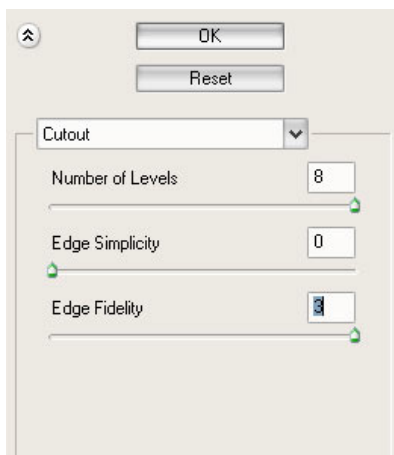 OK
Reset
Cutout
Number of Levels 8
Edge Simplicity 0
Edge Fidelity 3